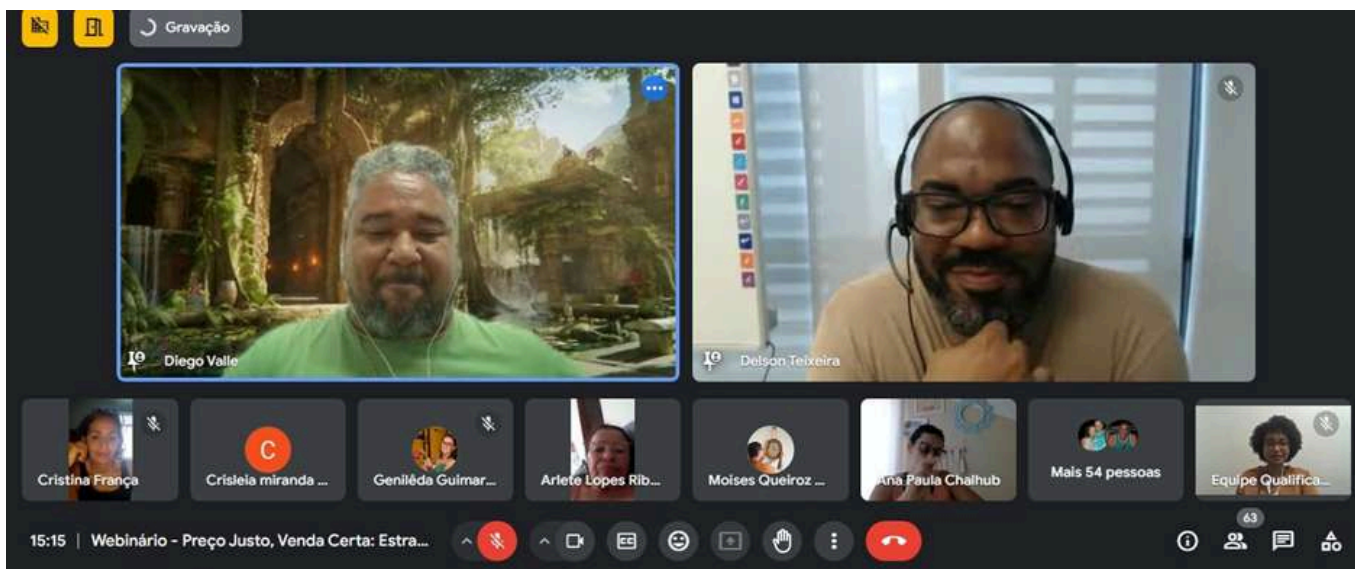 Gravação
Diego Valle
Delson Teixeira
Cristina França
C
Crisleia miranda ...
Genilêda Guimar...
Arlete Lopes Rib...
Moises Queiroz ...
Ana Paula Chalhub
Mais 54 pessoas
Equipe Qualifica...
15:15 | Webinário - Preço Justo, Venda Certa: Estra...
CC
63